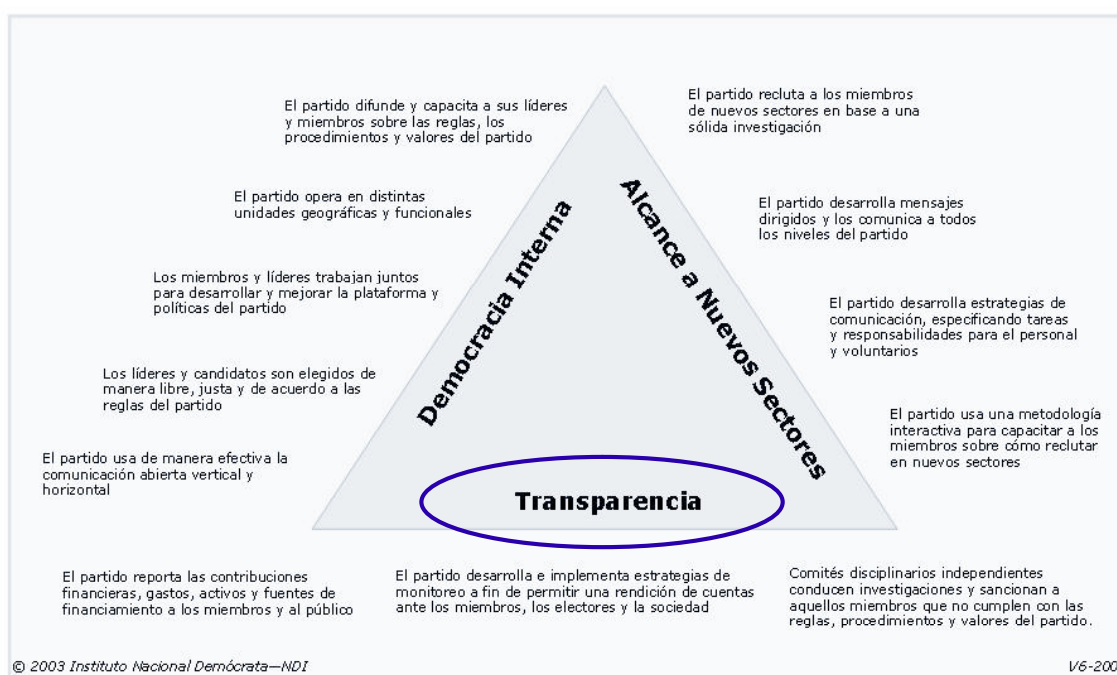 El partido difunde y capacita a sus líderes
y miembros sobre las reglas, los
procedimientos y valores del partido
El partido opera en distintas
unidades geográficas y funcionales
Los miembros y líderes trabajan juntos
para desarrollar y mejorar la plataforma y
políticas del partido
Los líderes y candidatos son elegidos de
manera libre, justa y de acuerdo a las
reglas del partido
El partido usa de manera efectiva la
comunicación abierta vertical y
horizontal
Democracia Interna
Alcance a Nuevos Sectores
El partido recluta a los miembros
de nuevos sectores en base a una
sólida investigación
El partido desarrolla mensajes
dirigidos y los comunica a todos
los niveles del partido
El partido desarrolla estrategias de
comunicación, especificando tareas
y responsabilidades para el personal
y voluntarios
El partido usa una metodología
interactiva para capacitar a los
miembros sobre cómo reclutar
en nuevos sectores
Transparencia
El partido reporta las contribuciones
financieras, gastos, activos y fuentes de
financiamiento a los miembros y al público
El partido desarrolla e implementa estrategias de
monitoreo a fin de permitir una rendición de cuentas
ante los miembros, los electores y la sociedad
Comités disciplinarios independientes
conducen investigaciones y sancionan a
aquellos miembros que no cumplen con las
reglas, procedimientos y valores del partido.
© 2003 Instituto Nacional Demócrata—NDI
V6-200